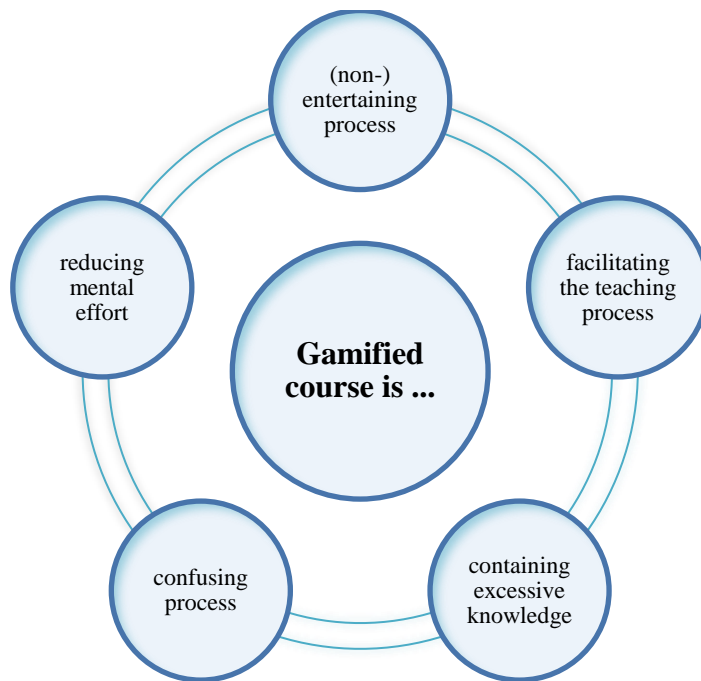 (non-)
entertaining
process
facilitating
the teaching
process
containing
excessive
knowledge
confusing
process
reducing
mental
effort
Gamified
course is ...